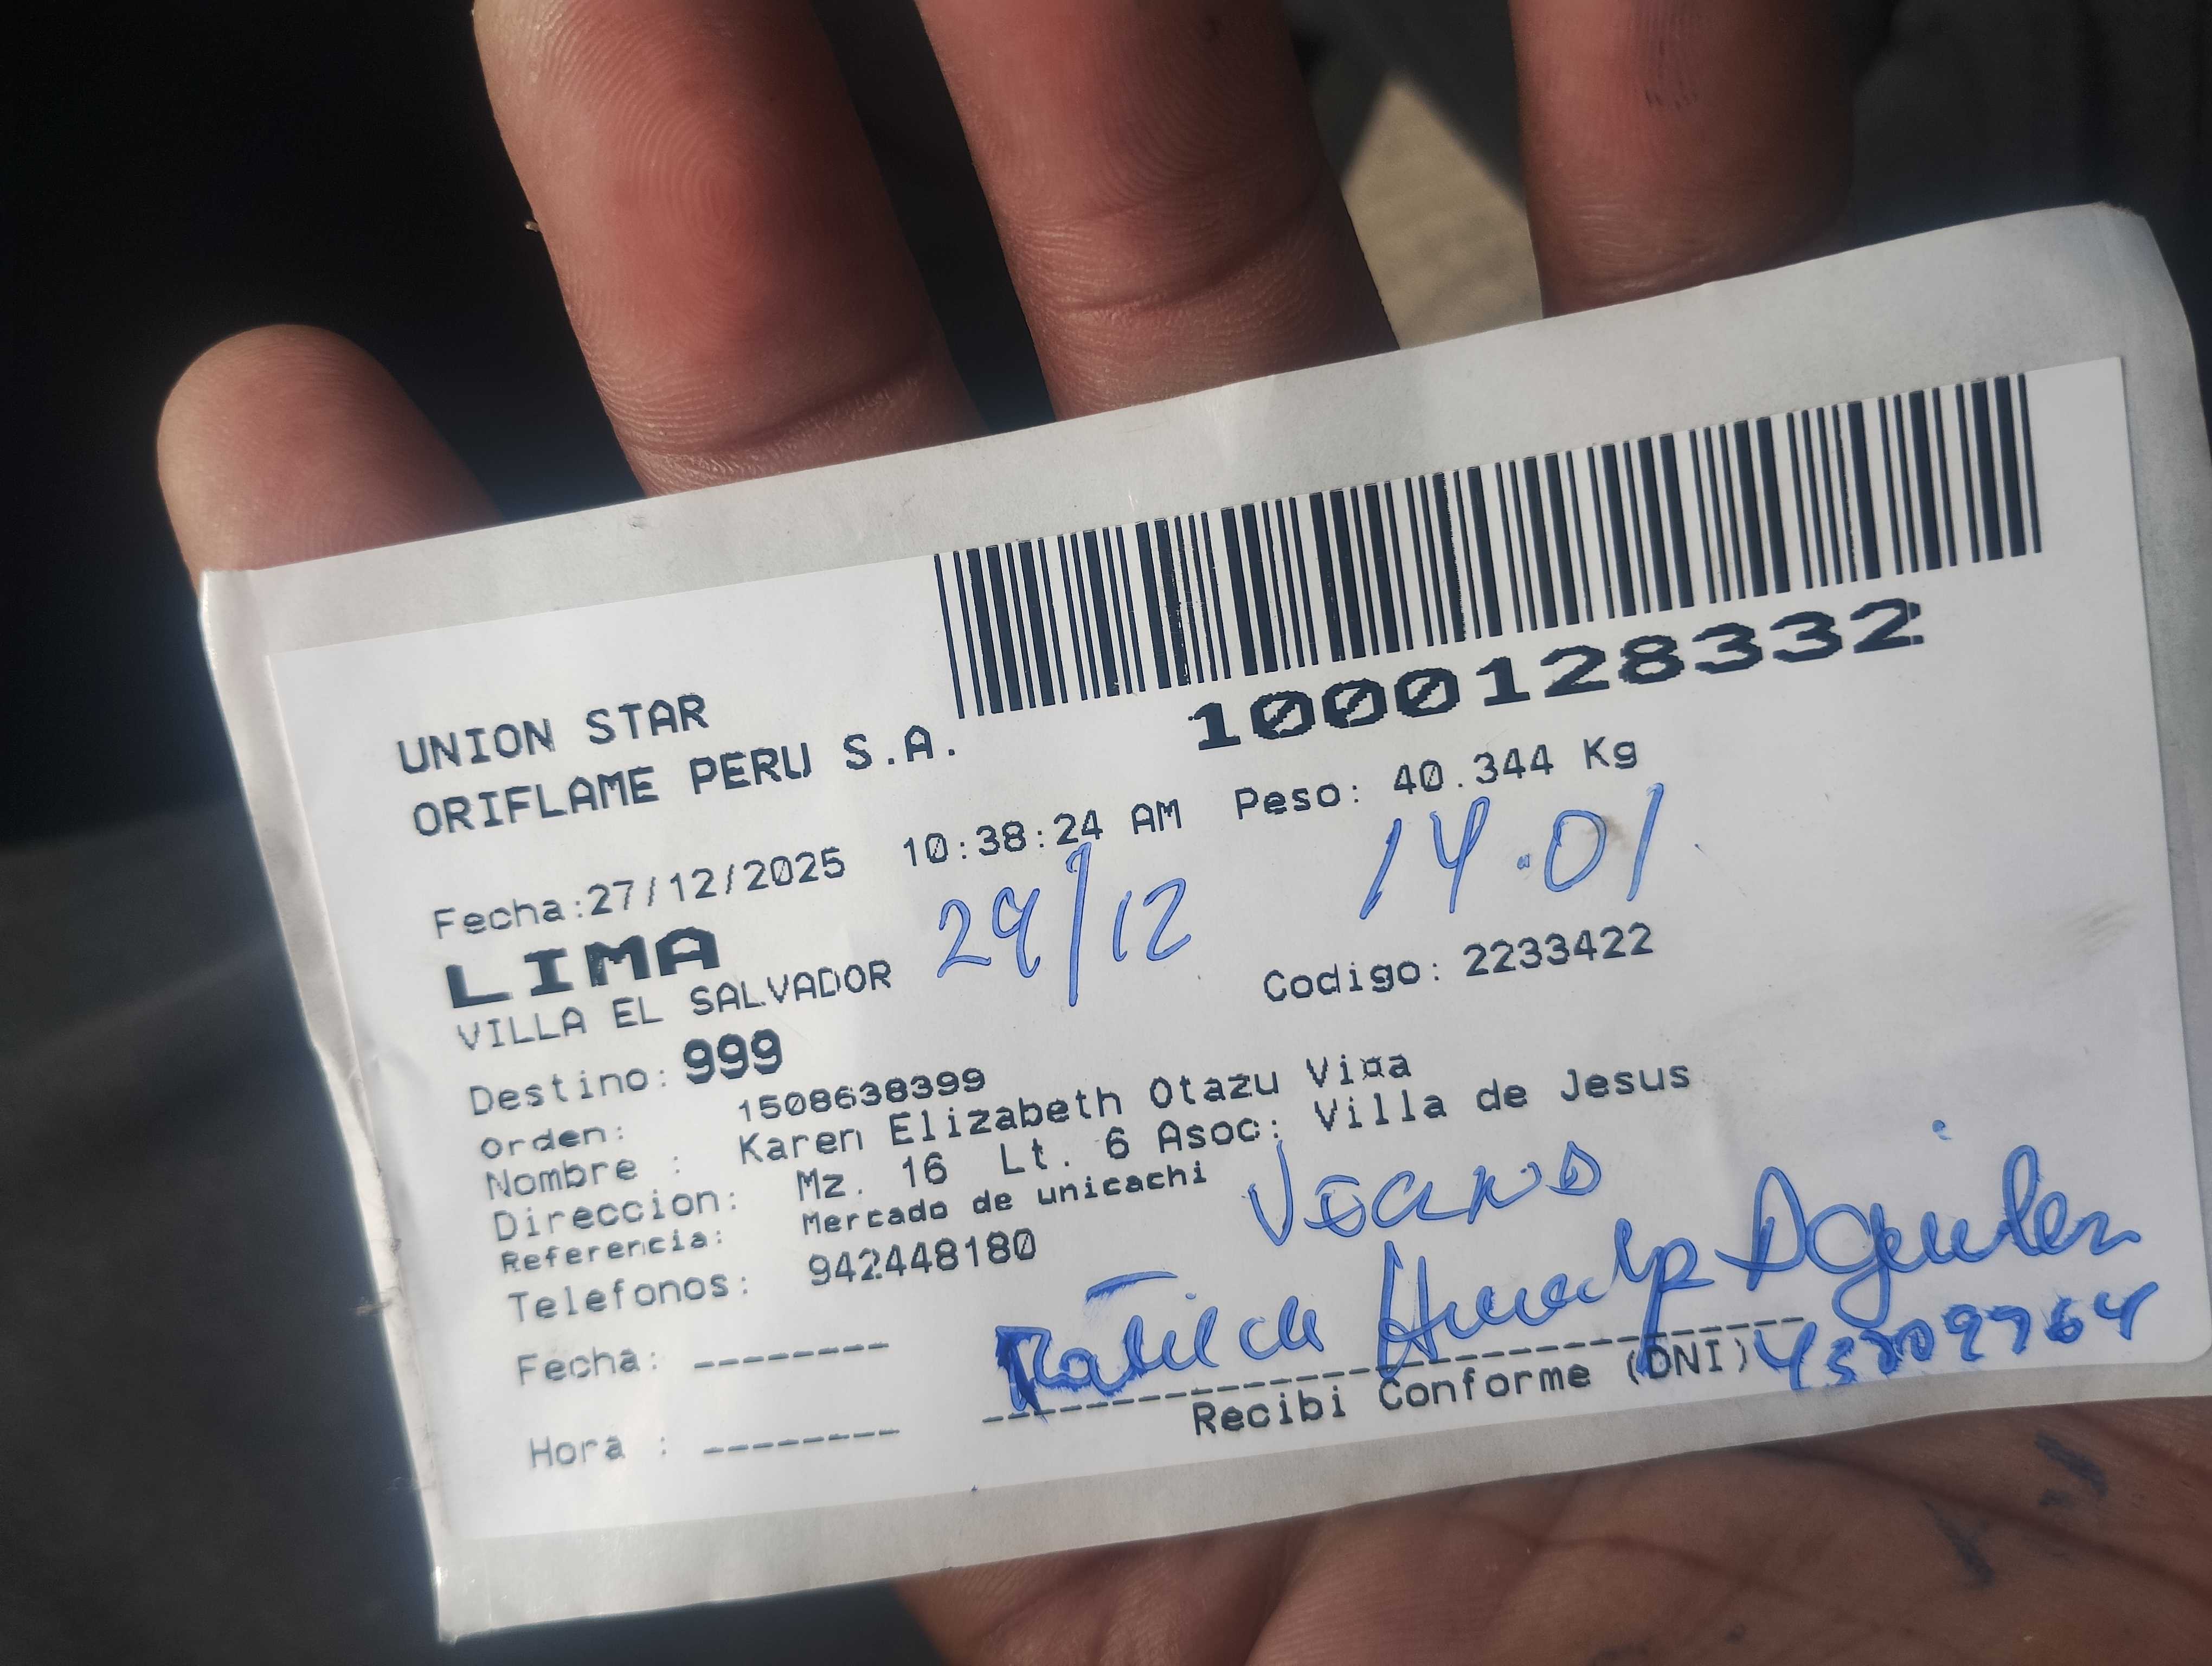 1000128332
UNION STAR
ORIFLAME PERU S.A.
Fecha:27/12/2025 10:38:24 AM Peso: 40.344 Kg
29/12 14.01
LIMA
VILLA EL SALVADOR
Codigo: 2233422
Destino: 999
Orden: 1508638399
Nombre : Karen Elizabeth Otazu
Direccion: Mz. 16 Lt. 6 Asoc: Villa de Jesus
Referencia: Mercado de unicachi
Telefonos: 942448180
Fecha: --------
Hora : --------
Recibi Conforme (DNI)